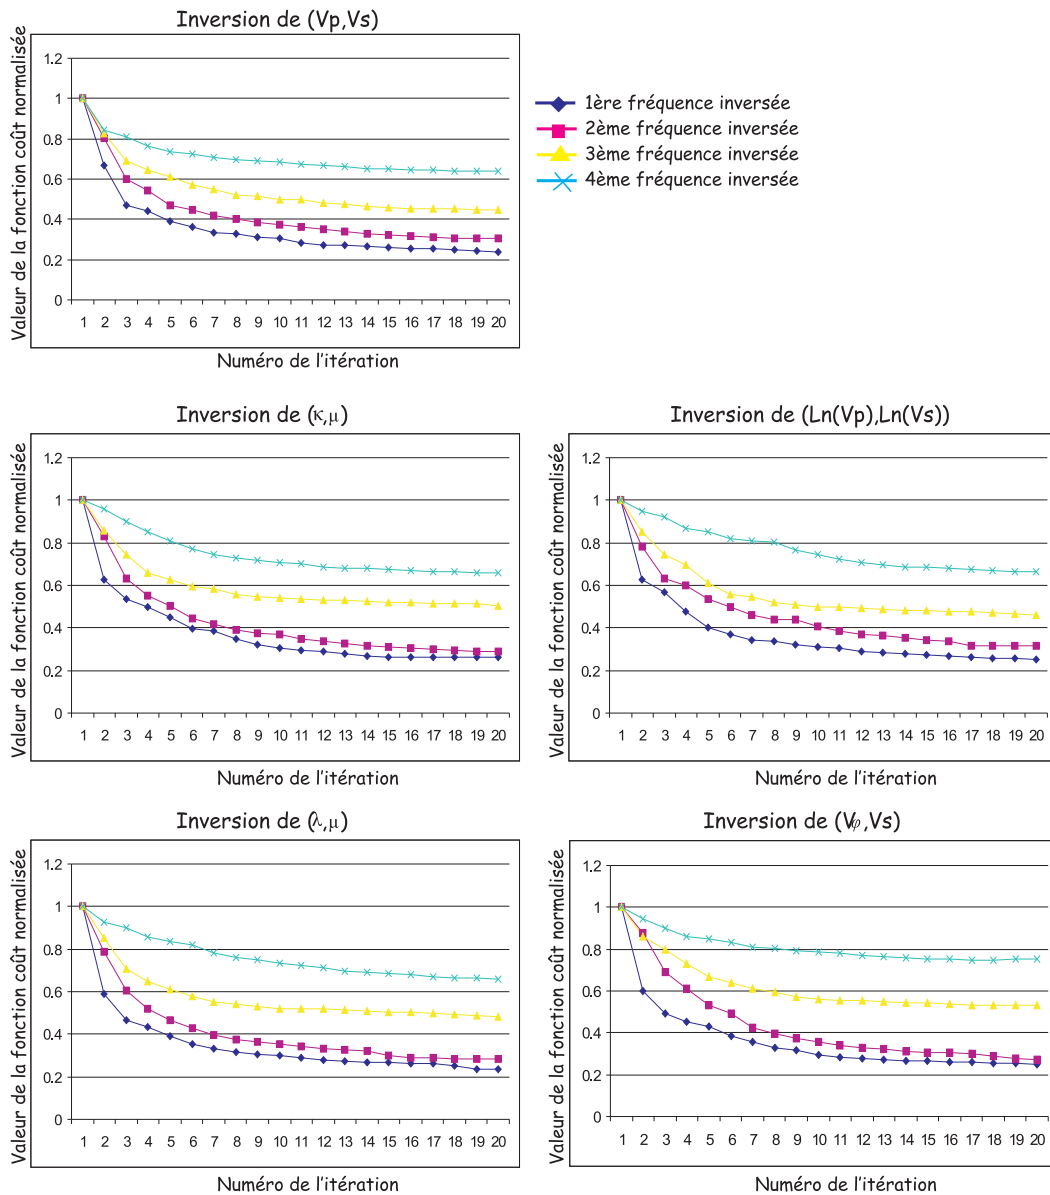 Inversion de (Vp,Vs)
Valeur de la fonction coût normalisée
1.2
1
0.8
0.6
0.4
0.2
0
1 2 3 4 5 6 7 8 9 10 11 12 13 14 15 16 17 18 19 20
Numéro de l'itération
1ère fréquence inversée
2ème fréquence inversée
3ème fréquence inversée
4ème fréquence inversée
Inversion de (κ,μ)
Valeur de la fonction coût normalisée
1.2
1
0.8
0.6
0.4
0.2
0
1 2 3 4 5 6 7 8 9 10 11 12 13 14 15 16 17 18 19 20
Numéro de l'itération
Inversion de (Ln(Vp),Ln(Vs))
Valeur de la fonction coût normalisée
1.2
1
0.8
0.6
0.4
0.2
0
1 2 3 4 5 6 7 8 9 10 11 12 13 14 15 16 17 18 19 20
Numéro de l'itération
Inversion de (λ,μ)
Valeur de la fonction coût normalisée
1.2
1
0.8
0.6
0.4
0.2
0
1 2 3 4 5 6 7 8 9 10 11 12 13 14 15 16 17 18 19 20
Numéro de l'itération
Inversion de (Vφ,Vs)
Valeur de la fonction coût normalisée
1.2
1
0.8
0.6
0.4
0.2
0
1 2 3 4 5 6 7 8 9 10 11 12 13 14 15 16 17 18 19 20
Numéro de l'itération